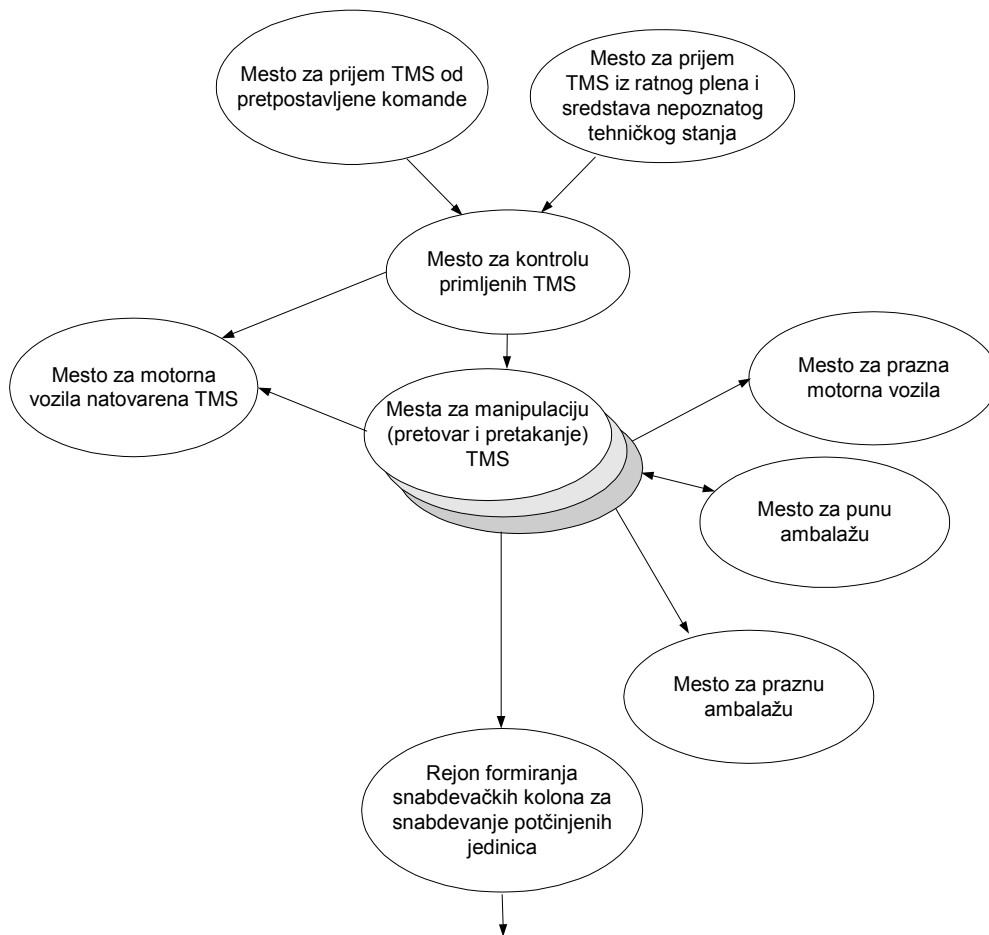 Mesto za prijem TMS od
pretpostavljene komande
Mesto za prijem
TMS iz ratnog plena i
sredstava nepoznatog
tehničkog stanja
Mesto za kontrolu
primljenih TMS
Mesto za motorna
vozila natovarena TMS
Mesta za manipulaciju
(pretovar i pretakanje)
TMS
Mesto za prazna
motorna vozila
Mesto za punu
ambalažu
Mesto za praznu
ambalažu
Rejon formiranja
snabdevačkih kolona za
snabdevanje potčinjenih
jedinica